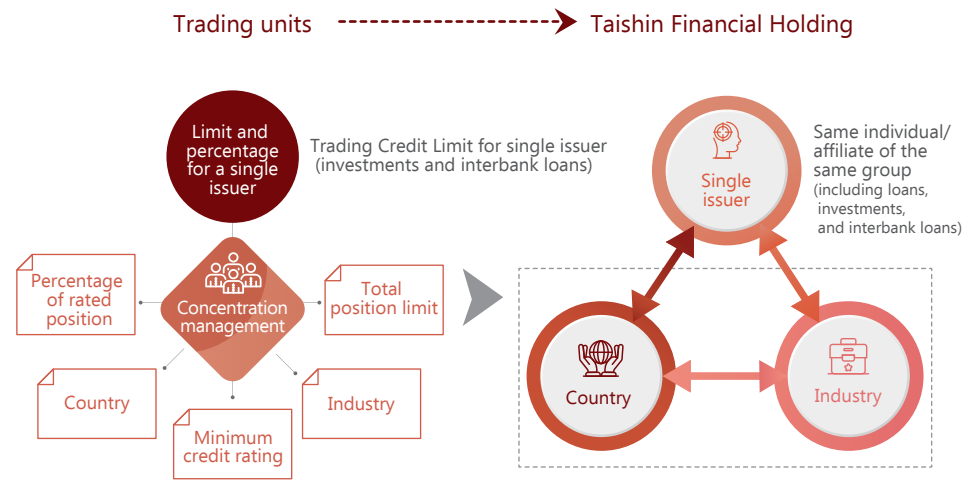 Trading units
Taishin Financial Holding
Limit and
percentage
for a single
issuer
Trading Credit Limit for single issuer
(investments and interbank loans)
Percentage
of rated
position
Concentration
management
Total
position limit
Country
Minimum
credit rating
Industry
Single
issuer
Same individual/
affiliate of the
same group
(including loans,
investments,
and interbank loans)
Country
Industry